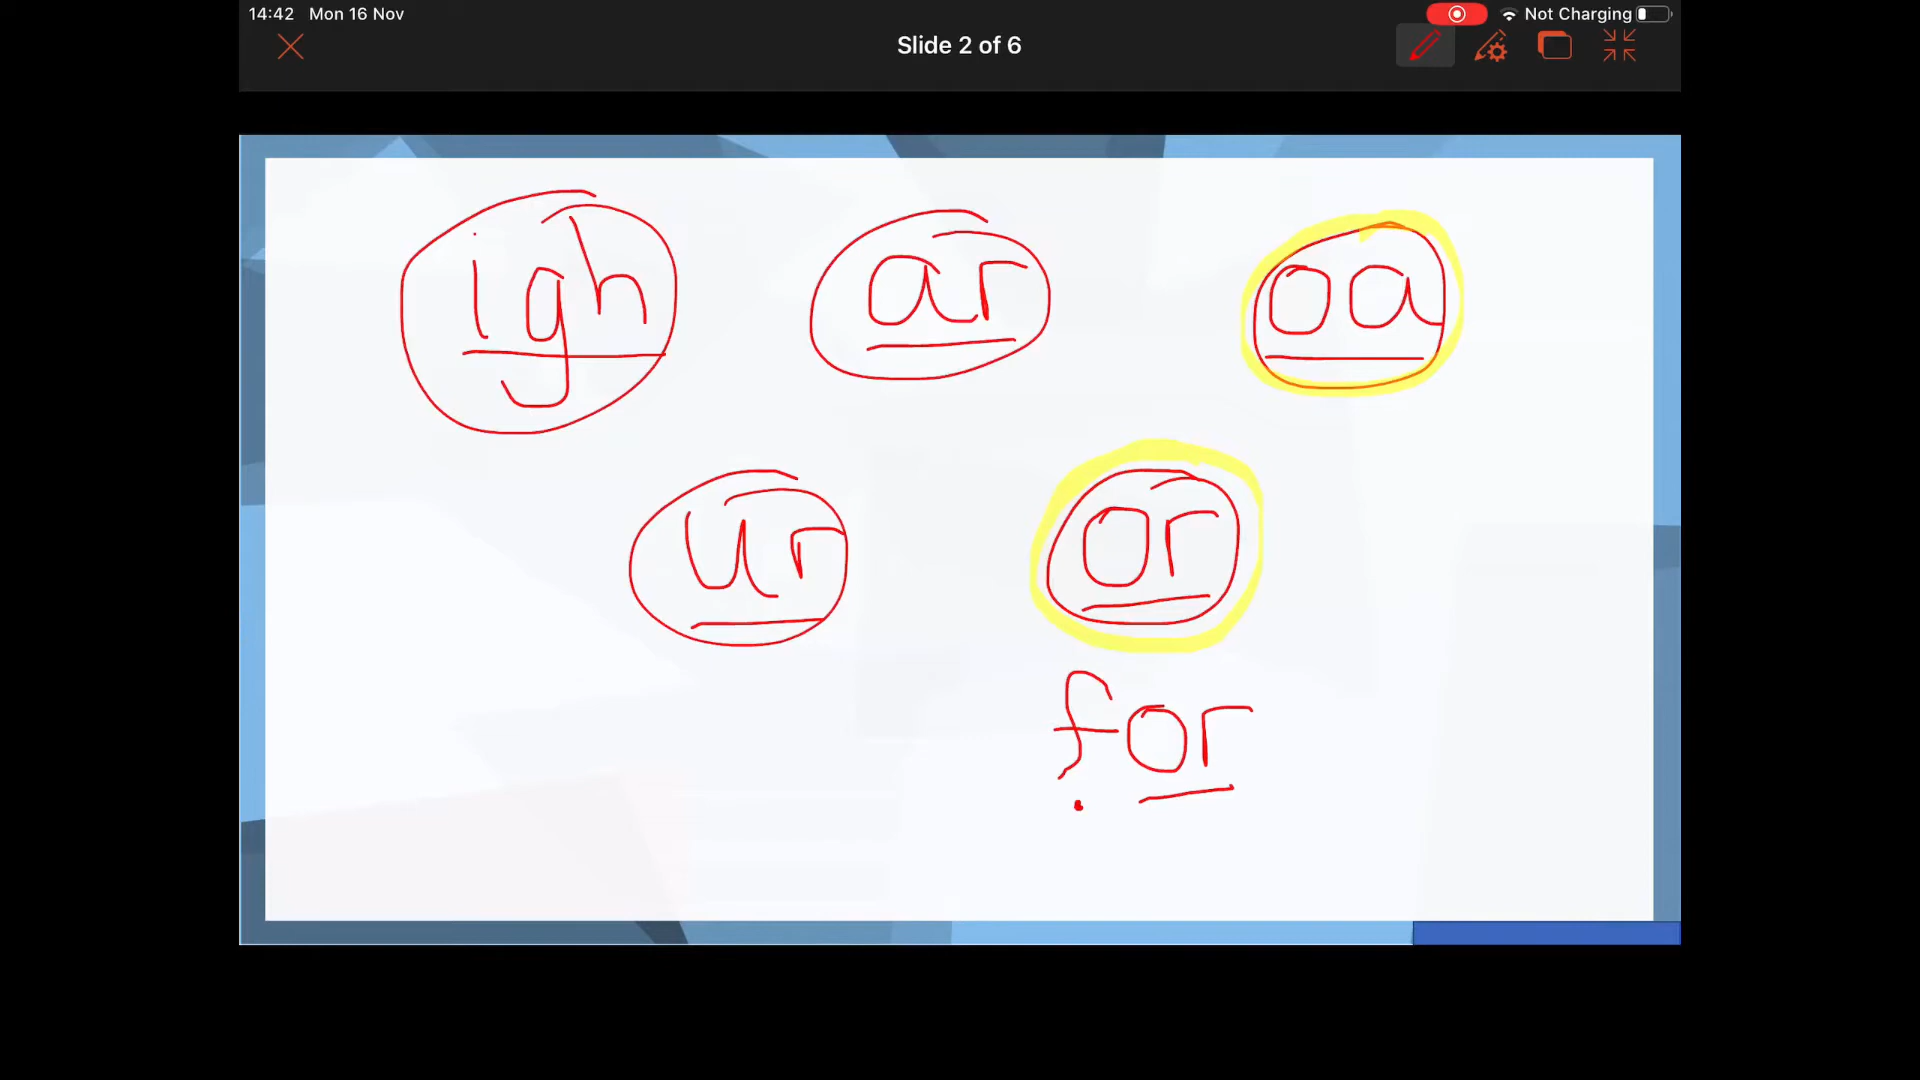 14:42 Mon 16 Nov
Not Charging
Slide 2 of 6
igh ar oa
ur or
for